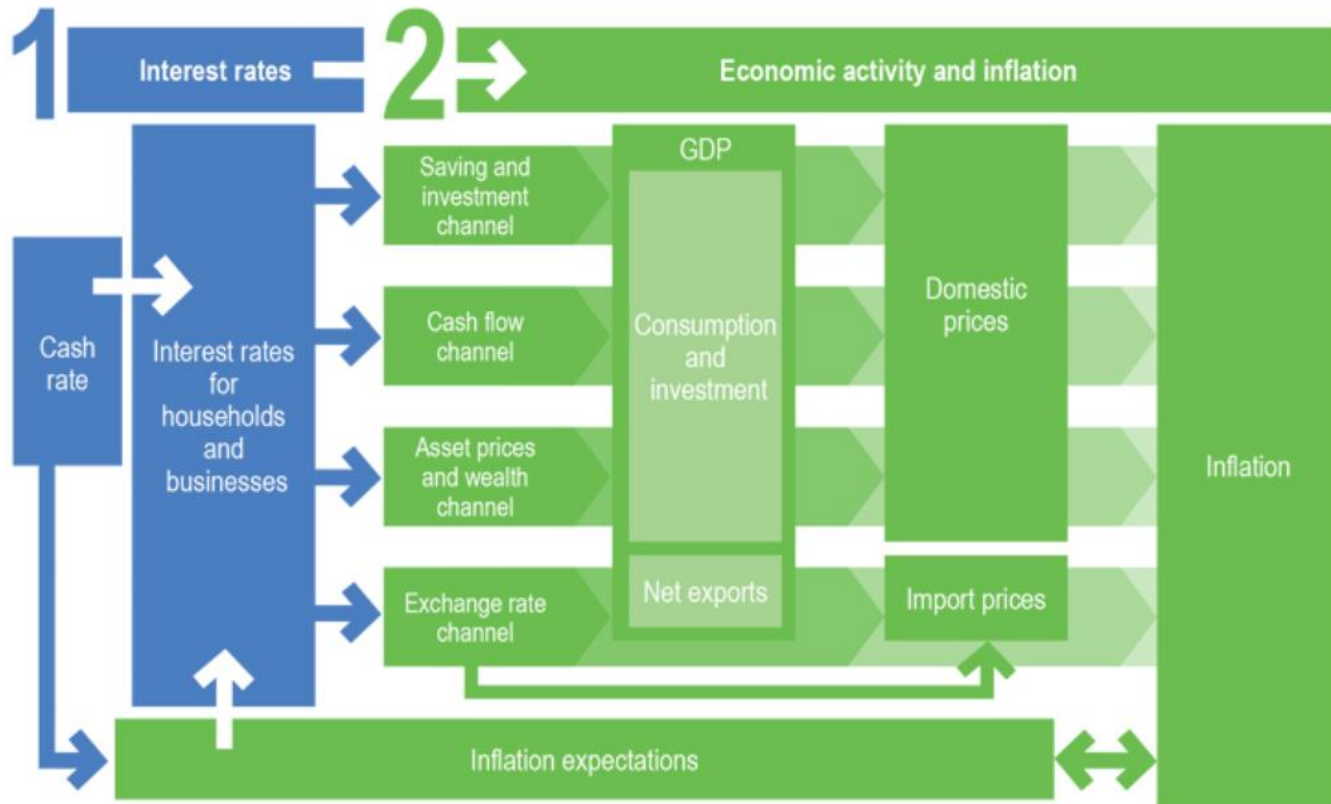 1
Interest rates
2
Economic activity and inflation
Cash
rate
Interest rates
for
households
and
businesses
Saving and
investment
channel
Cash flow
channel
Asset prices
and wealth
channel
Exchange rate
channel
GDP
Consumption
and
investment
Net exports
Domestic
prices
Import prices
Inflation
Inflation expectations